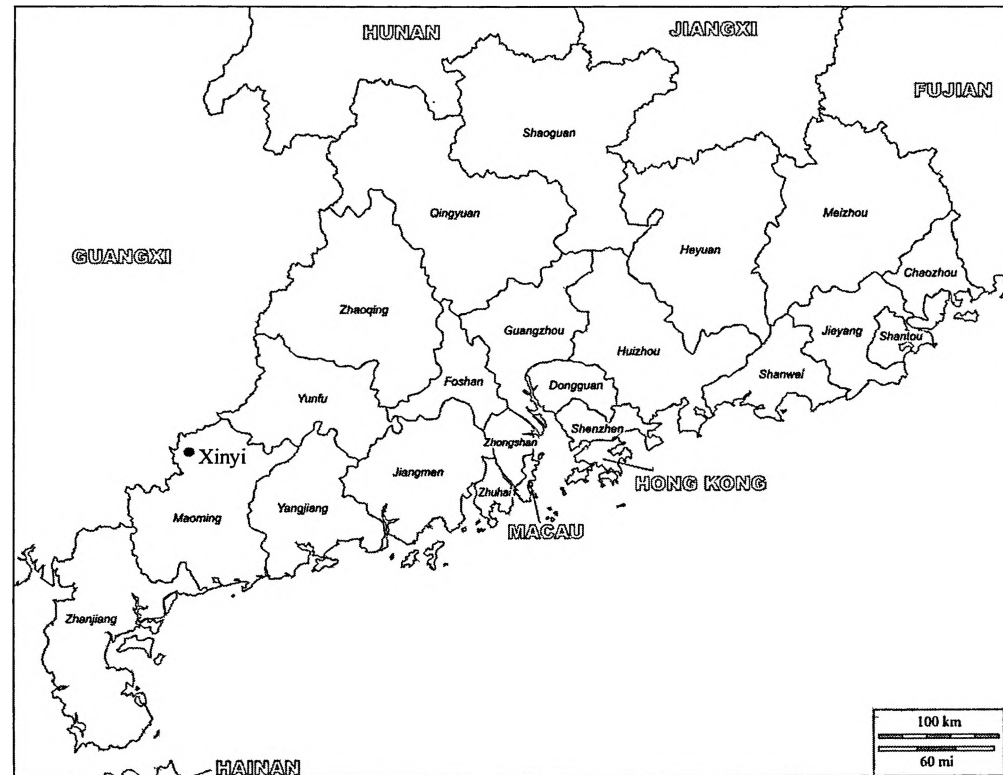 HUNAN
JIANGXI
FUJIAN
Shaoguan
Qingyuan
Heyuan
Meizhou
GUANGXI
Chaozhou
Zhaoqing
Guangzhou
Huizhou
Jieyang
Shantou
Foshan
Dongguan
Shanwei
Yunfu
Shenzhen
Xinyi
Zhongshan
Jiangmen
HONG KONG
Zhuhai
Maoming
Yangjiang
MACAU
Zhanjiang
100 km
60 mi
HAINAN